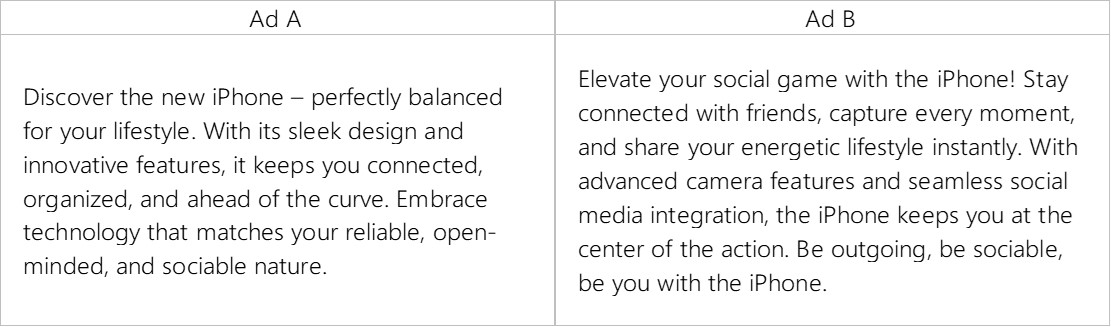 Ad A
Discover the new iPhone – perfectly balanced
for your lifestyle. With its sleek design and
innovative features, it keeps you connected,
organized, and ahead of the curve. Embrace
technology that matches your reliable, open-
minded, and sociable nature.
Ad B
Elevate your social game with the iPhone! Stay
connected with friends, capture every moment,
and share your energetic lifestyle instantly. With
advanced camera features and seamless social
media integration, the iPhone keeps you at the
center of the action. Be outgoing, be sociable,
be you with the iPhone.